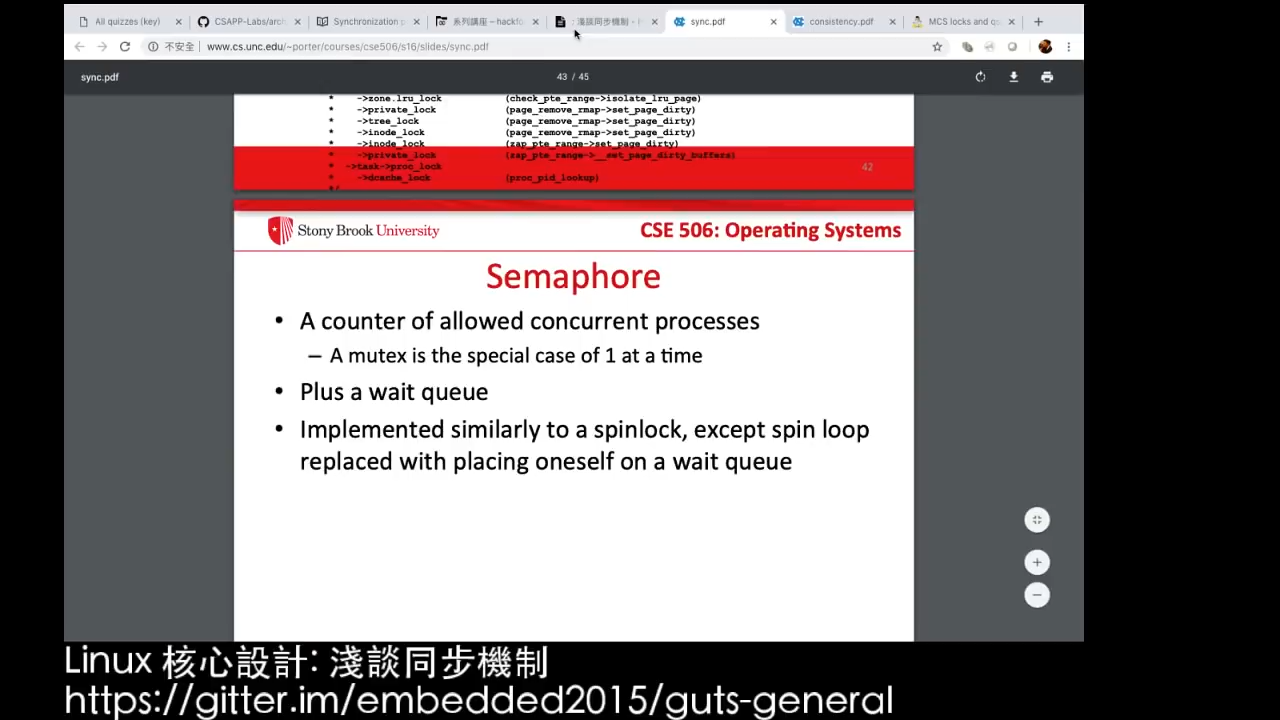 All quizzes (key)
CSAPP-Labs/arc
Synchronization
系列講座 – hackf
淺談同步機制 -
sync.pdf
consistency.pdf
MCS locks and qs
不安全
www.cs.unc.edu/~porter/courses/cse506/s16/slides/sync.pdf
sync.pdf
43 / 45
* ->zone.lru_lock (check_pte_range->isolate_lru_page)
* ->private_lock (page_remove_rmap->set_page_dirty)
* ->tree_lock (page_remove_rmap->set_page_dirty)
* ->inode_lock (page_remove_rmap->set_page_dirty)
* ->inode_lock (zap_pte_range->set_page_dirty)
* ->private_lock (zap_pte_range->__set_page_dirty_buffers)
* ->task->proc_lock
* ->dcache_lock (proc_pid_lookup)
*/
42
Stony Brook University
CSE 506: Operating Systems
Semaphore
• A counter of allowed concurrent processes
– A mutex is the special case of 1 at a time
• Plus a wait queue
• Implemented similarly to a spinlock, except spin loop
replaced with placing oneself on a wait queue
Linux 核心設計: 淺談同步機制
https://gitter.im/embedded2015/guts-general